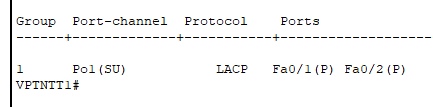 Group  Port-channel  Protocol    Ports
------+-------------+-----------+----------------------
1      Po1(SU)           LACP   Fa0/1(P) Fa0/2(P)
VPTNTT1#